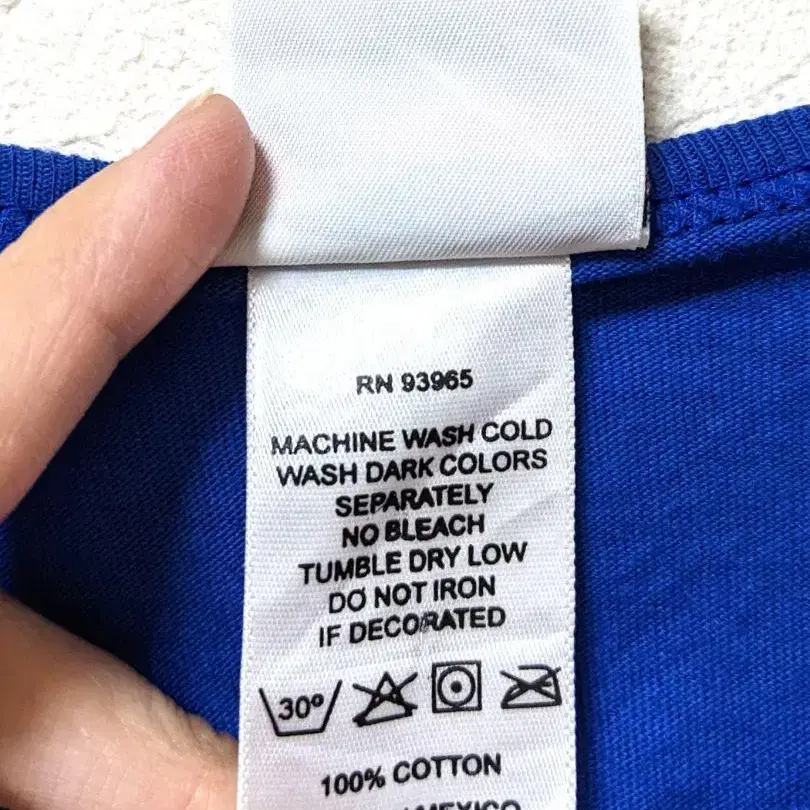 RN 93965
MACHINE WASH COLD
WASH DARK COLORS
SEPARATELY
NO BLEACH
TUMBLE DRY LOW
DO NOT IRON
IF DECORATED
30°
100% COTTON
MEXICO